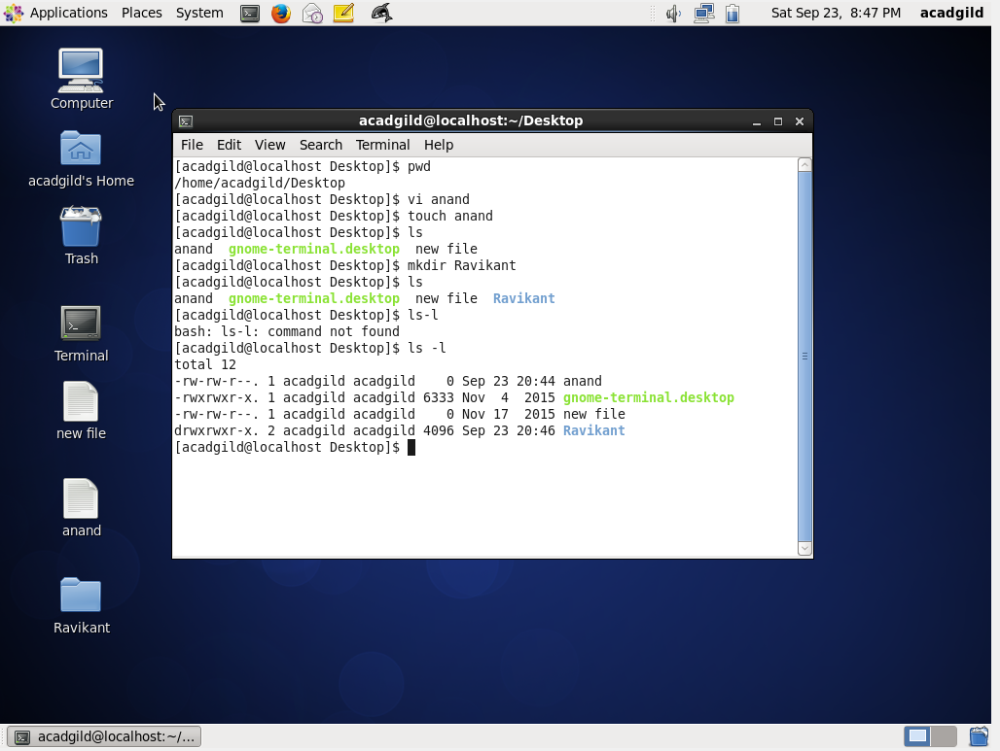 Applications Places System Sat Sep 23, 8:47 PM acadgild
Computer
acadgild's Home
Trash
Terminal
new file
anand
Ravikant
acadgild@localhost:~/Desktop
File Edit View Search Terminal Help
[acadgild@localhost Desktop]$ pwd
/home/acadgild/Desktop
[acadgild@localhost Desktop]$ vi anand
[acadgild@localhost Desktop]$ touch anand
[acadgild@localhost Desktop]$ ls
anand  gnome-terminal.desktop  new file
[acadgild@localhost Desktop]$ mkdir Ravikant
[acadgild@localhost Desktop]$ ls
anand  gnome-terminal.desktop  new file  Ravikant
[acadgild@localhost Desktop]$ ls-l
bash: ls-l: command not found
[acadgild@localhost Desktop]$ ls -l
total 12
-rw-rw-r--. 1 acadgild acadgild    0 Sep 23 20:44 anand
-rwxrwxr-x. 1 acadgild acadgild 6333 Nov  4  2015 gnome-terminal.desktop
-rw-rw-r--. 1 acadgild acadgild    0 Nov 17  2015 new file
drwxrwxr-x. 2 acadgild acadgild 4096 Sep 23 20:46 Ravikant
[acadgild@localhost Desktop]$
acadgild@localhost:~/...